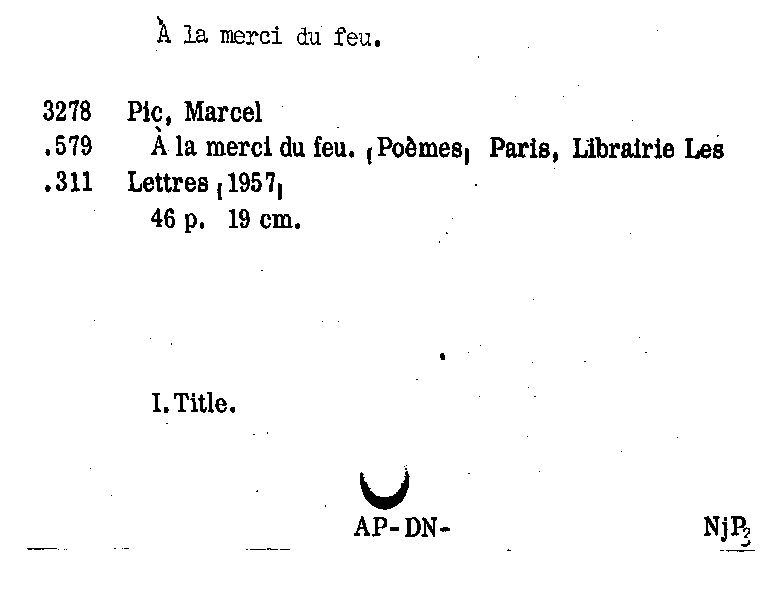 À la merci du feu.
3278 Pic, Marcel
.579 À la merci du feu. [Poèmes] Paris, Librairie Les
.311 Lettres [1957]
46 p. 19 cm.
I. Title.
AP-DN-
NjP